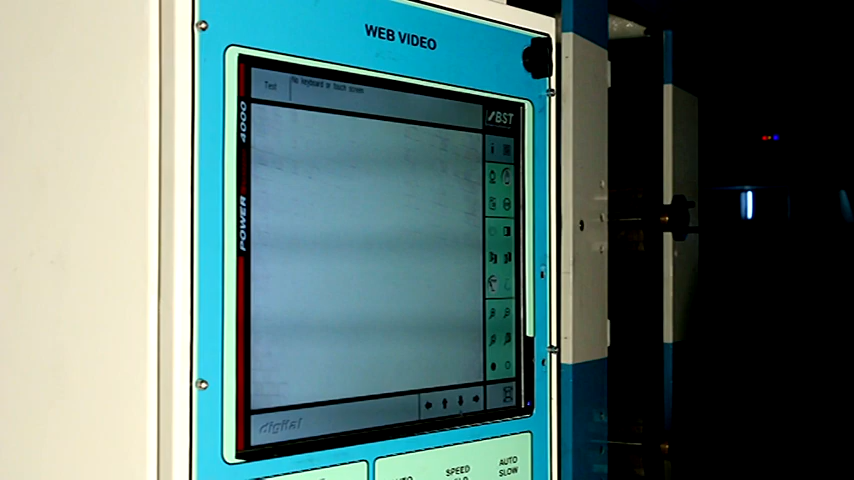 WEB VIDEO
Test
No keyboard or touch screen
BST
POWER 4000
digital
SPEED
AUTO
SLOW